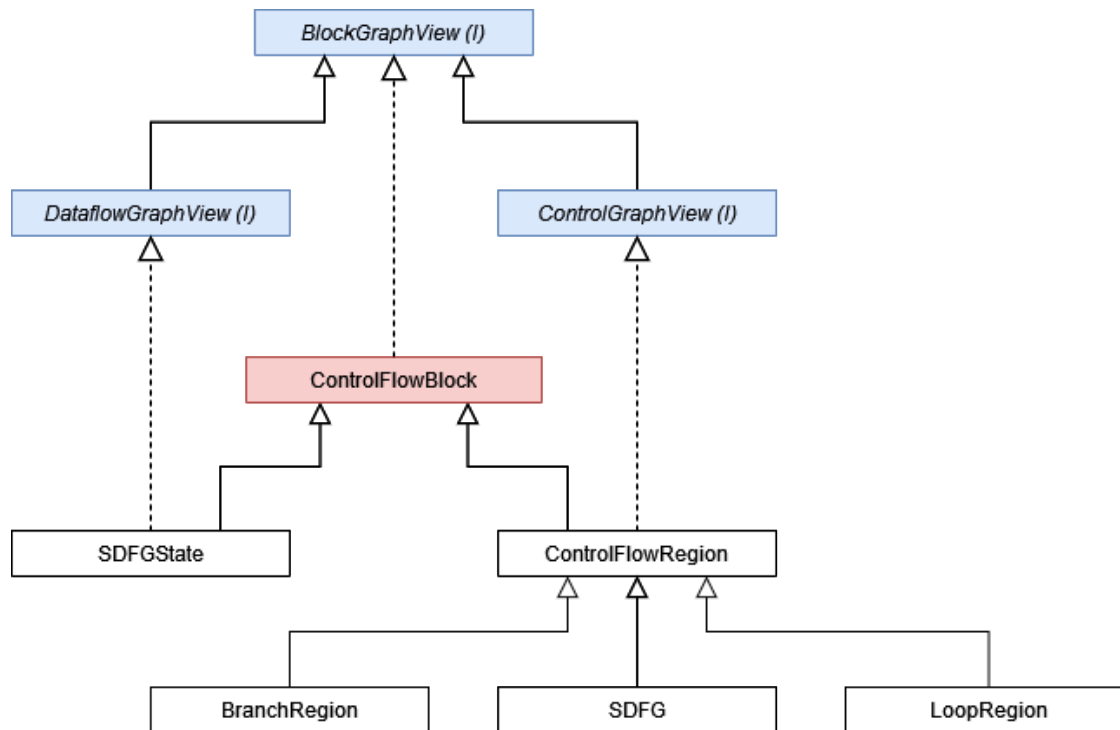 BlockGraphView (I)
DataflowGraphView (I)
ControlGraphView (I)
ControlFlowBlock
SDFGState
ControlFlowRegion
BranchRegion
SDFG
LoopRegion